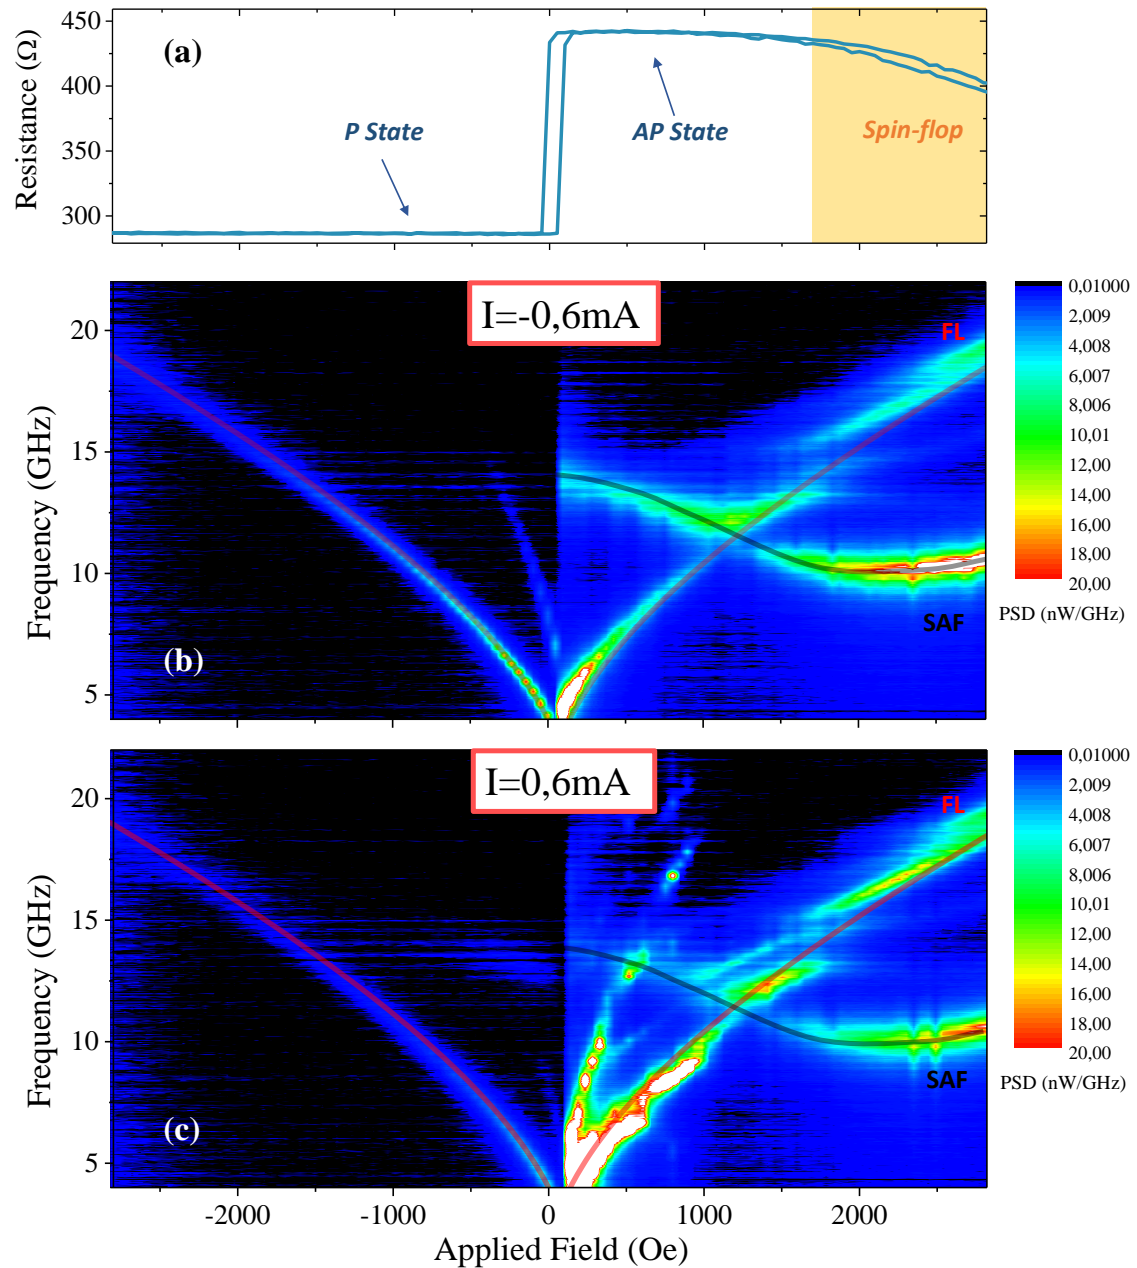 (a)
Resistance (Ω)
450
400
350
300
P State
AP State
Spin-flop
I=-0,6mA
FL
SAF
(b)
Frequency (GHz)
20
15
10
5
0,01000
2,009
4,007
6,007
8,006
10,01
12,00
14,00
16,00
18,00
20,00
PSD (nW/GHz)
I=0,6mA
FL
SAF
(c)
Frequency (GHz)
20
15
10
5
0,01000
2,009
4,007
6,007
8,006
10,01
12,00
14,00
16,00
18,00
20,00
PSD (nW/GHz)
-2000 -1000 0 1000 2000
Applied Field (Oe)